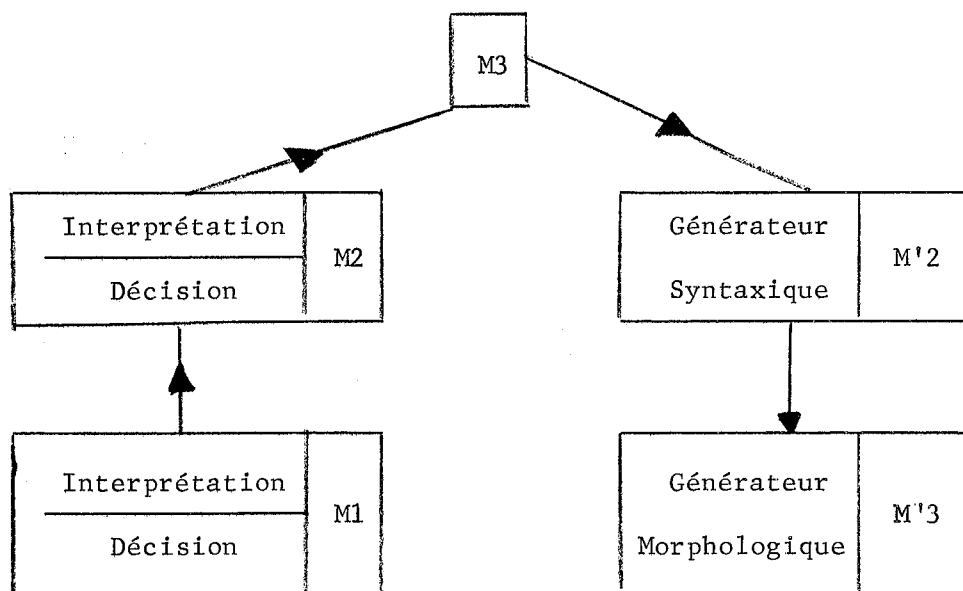 M3
Interprétation
Décision
M2
Générateur
Syntaxique
M'2
Interprétation
Décision
M1
Générateur
Morphologique
M'3